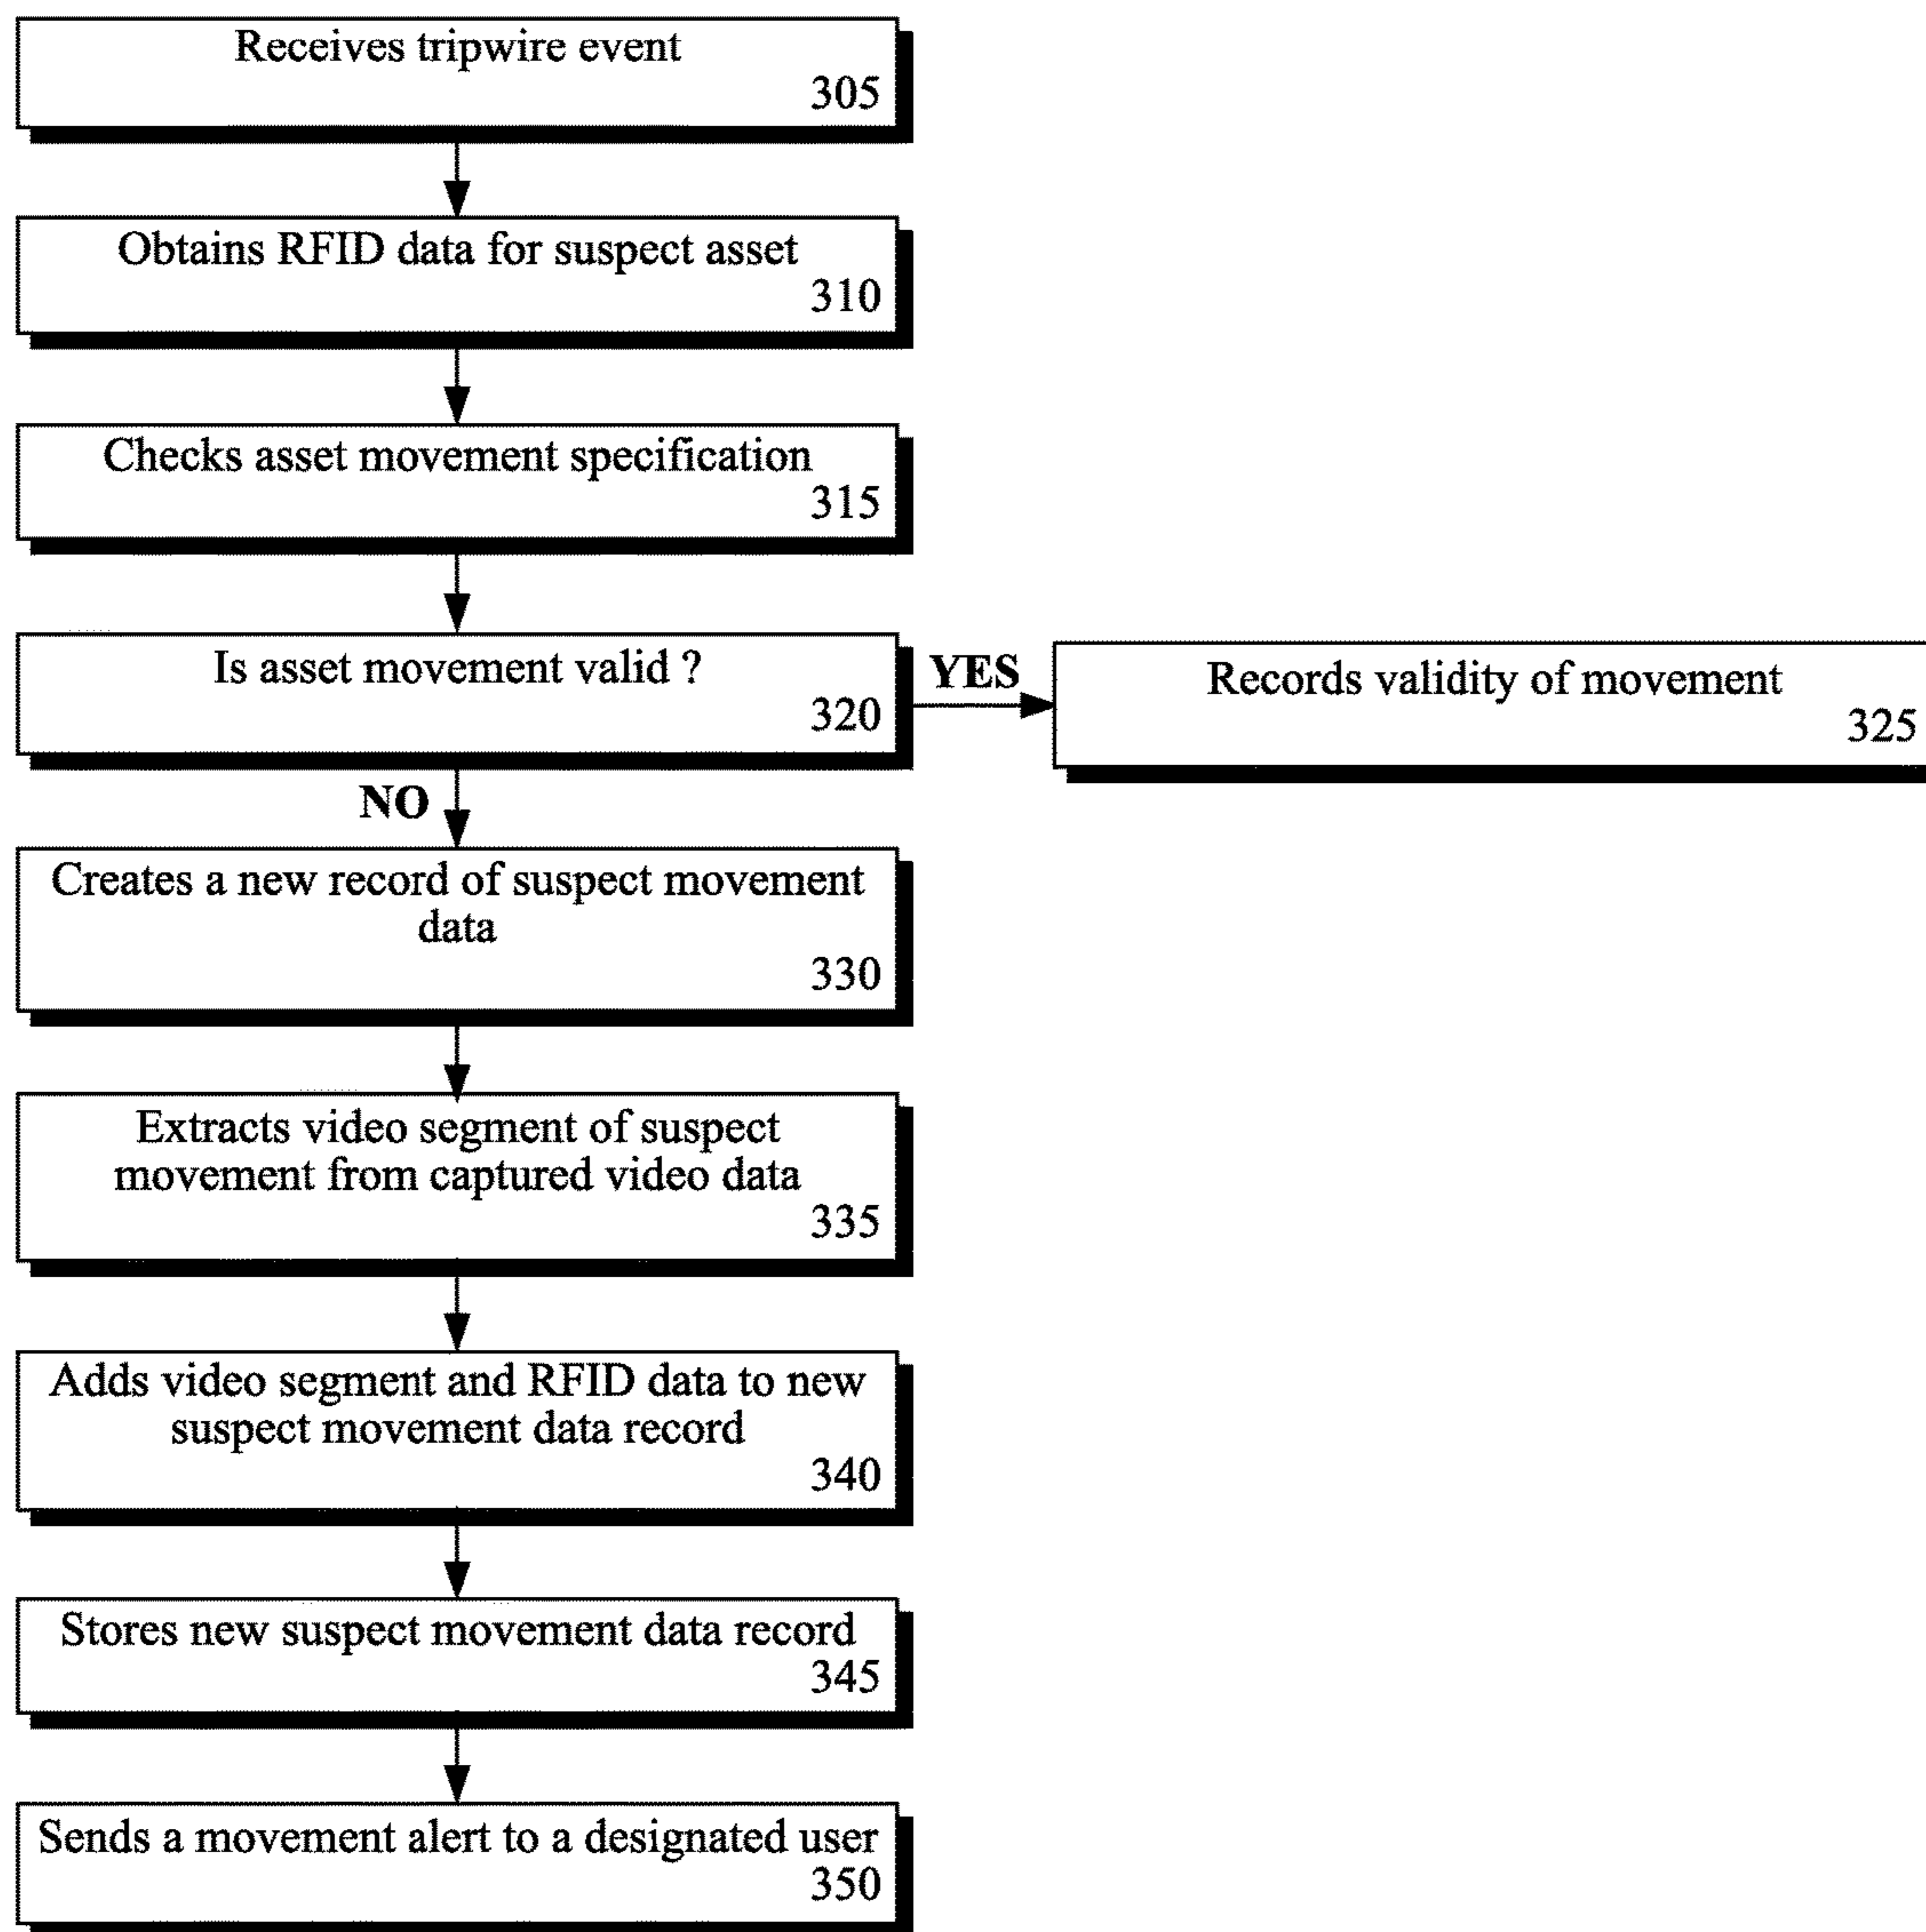 Receives tripwire event
305
Obtains RFID data for suspect asset
310
Checks asset movement specification
315
Is asset movement valid ?
320
YES
Records validity of movement
325
NO
Creates a new record of suspect movement
data
330
Extracts video segment of suspect
movement from captured video data
335
Adds video segment and RFID data to new
suspect movement data record
340
Stores new suspect movement data record
345
Sends a movement alert to a designated user
350